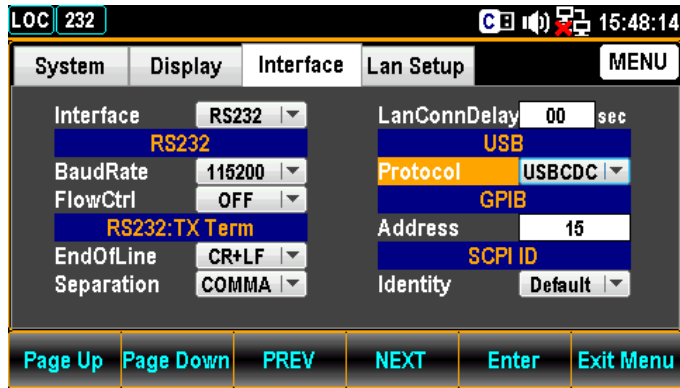 LOC 232 C 15:48:14
System Display Interface Lan Setup MENU
Interface RS232 LanConnDelay 00 sec
RS232 USB
BaudRate 115200 Protocol USBCDC
FlowCtrl OFF GPIB
RS232:TX Term Address 15
EndOfLine CR+LF SCPI ID
Separation COMMA Identity Default
Page Up Page Down PREV NEXT Enter Exit Menu